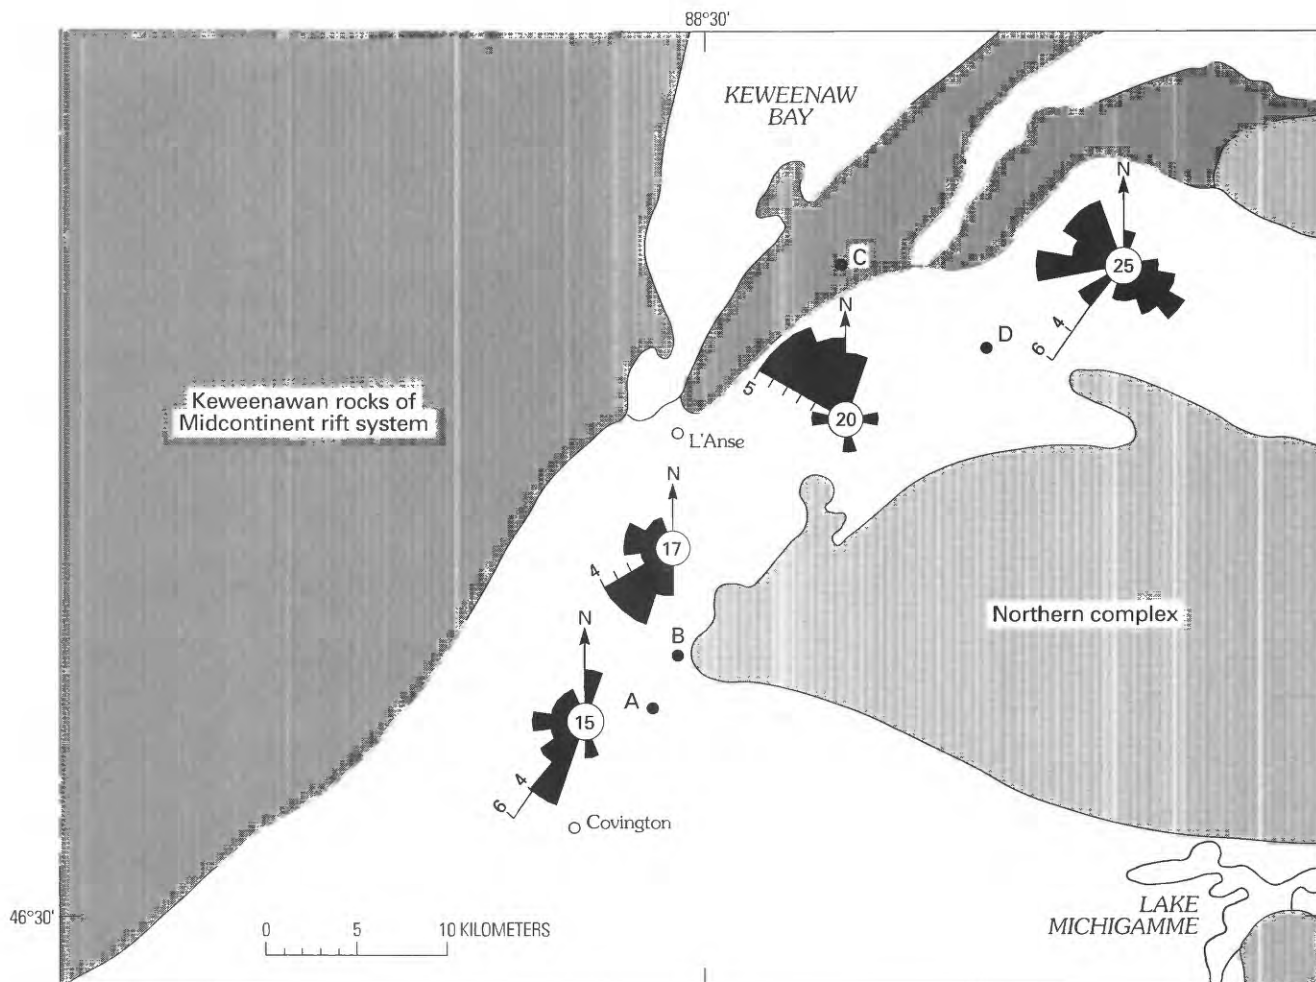 88°30'
KEWEENAW
BAY
N
C
25
N
D
4
6
Keweenawan rocks of
Midcontinent rift system
5
20
L'Anse
N
17
4
Northern complex
N
B
A
15
4
6
Covington
46°30'
0 5 10 KILOMETERS
LAKE
MICHIGAMME